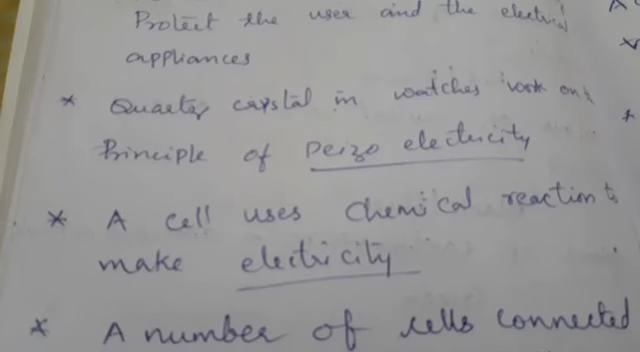 Protect the user and the electrical
appliances
* Quartz crystal in watches work on
Principle of peizo electricity
* A cell uses chemical reaction to
make electricity
* A number of cells connected